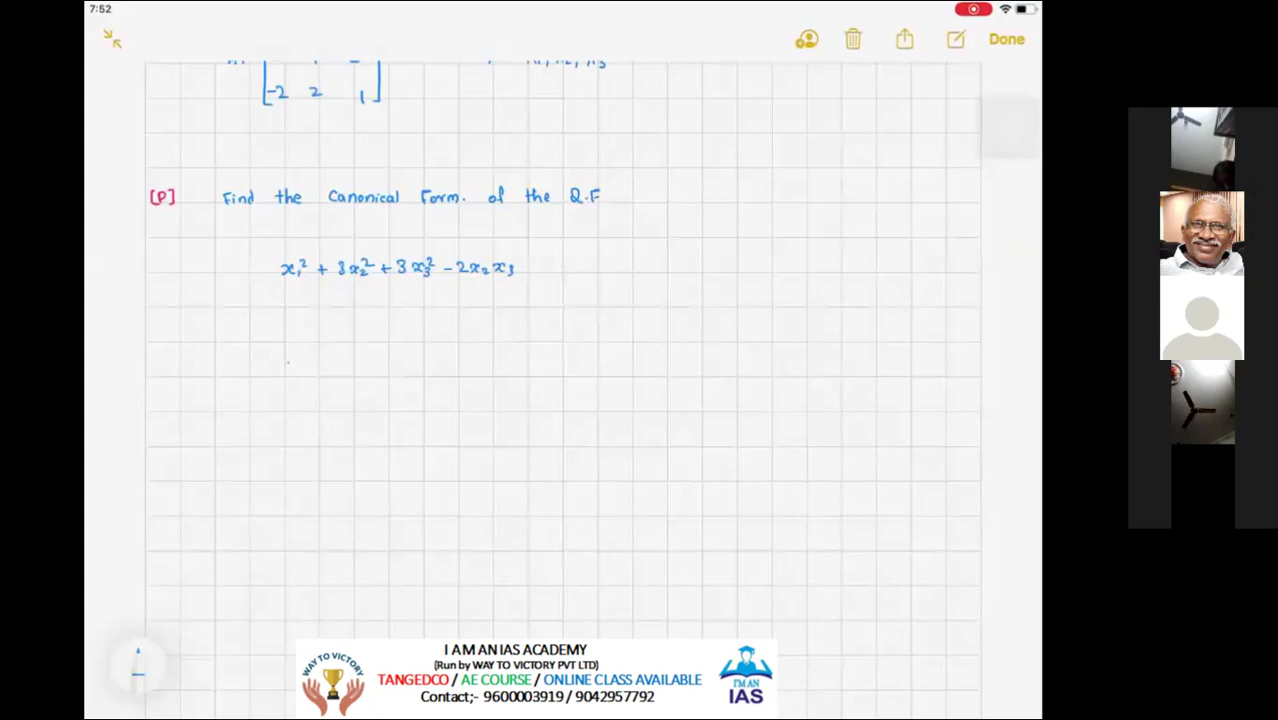 7:52
Done
-2 2 1
[P] Find the Canonical Form. of the Q.F
x₁² + 3x₂² + 3x₃² - 2x₂x₃
WAY TO VICTORY
I AM AN IAS ACADEMY
(Run by WAY TO VICTORY PVT LTD)
TANGEDCO / AE COURSE / ONLINE CLASS AVAILABLE
Contact;- 9600003919 / 9042957792
I'M AN
IAS